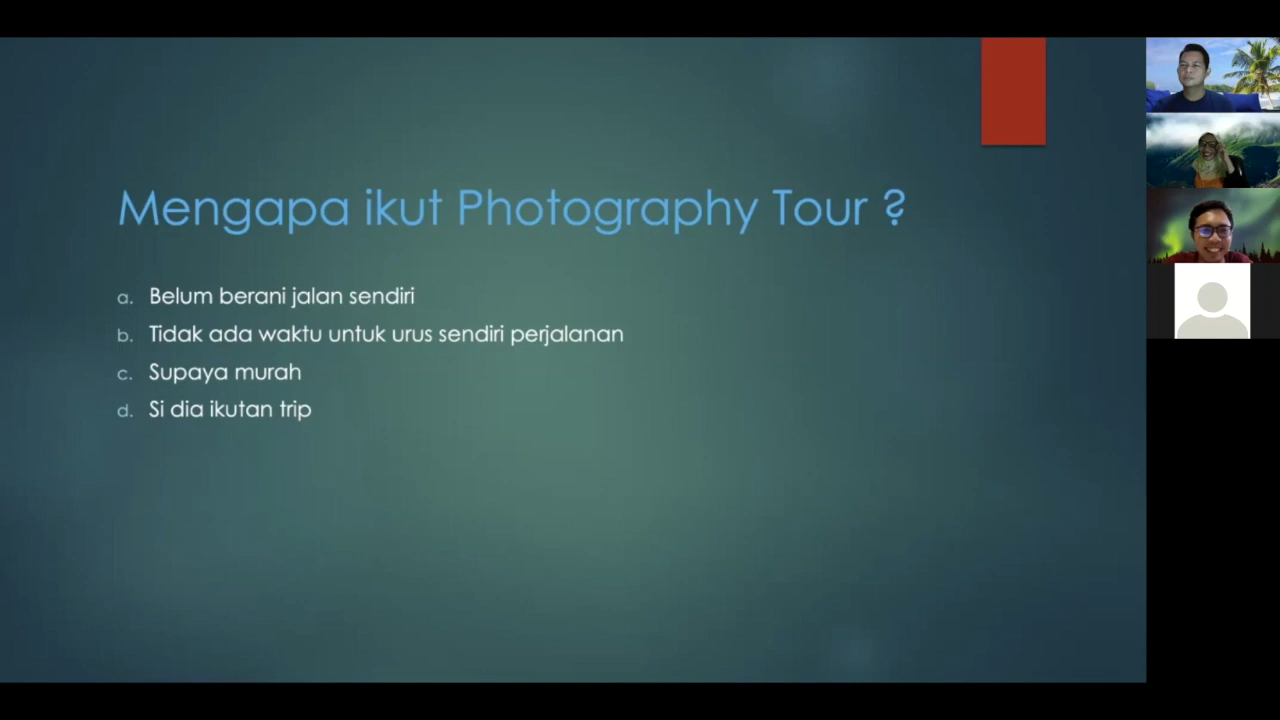 Mengapa ikut Photography Tour ?
a. Belum berani jalan sendiri
b. Tidak ada waktu untuk urus sendiri perjalanan
c. Supaya murah
d. Si dia ikutan trip